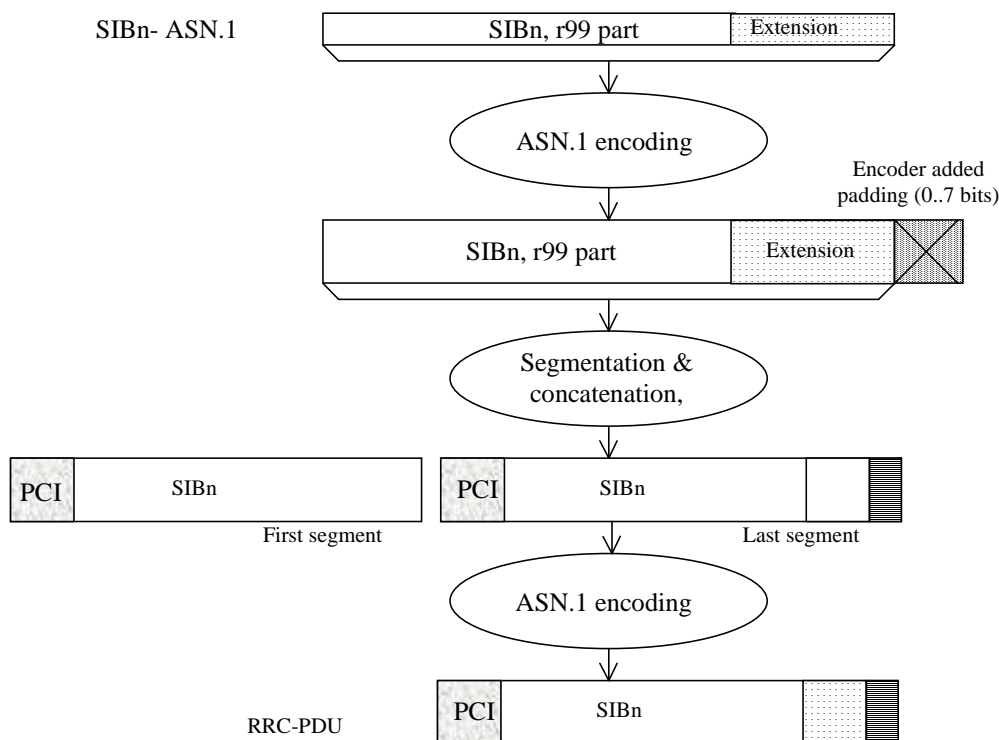 SIBn- ASN.1
SIBn, r99 part
Extension
ASN.1 encoding
Encoder added
padding (0..7 bits)
SIBn, r99 part
Extension
Segmentation &
concatenation,
PCI
SIBn
PCI
SIBn
First segment
Last segment
ASN.1 encoding
RRC-PDU
PCI
SIBn